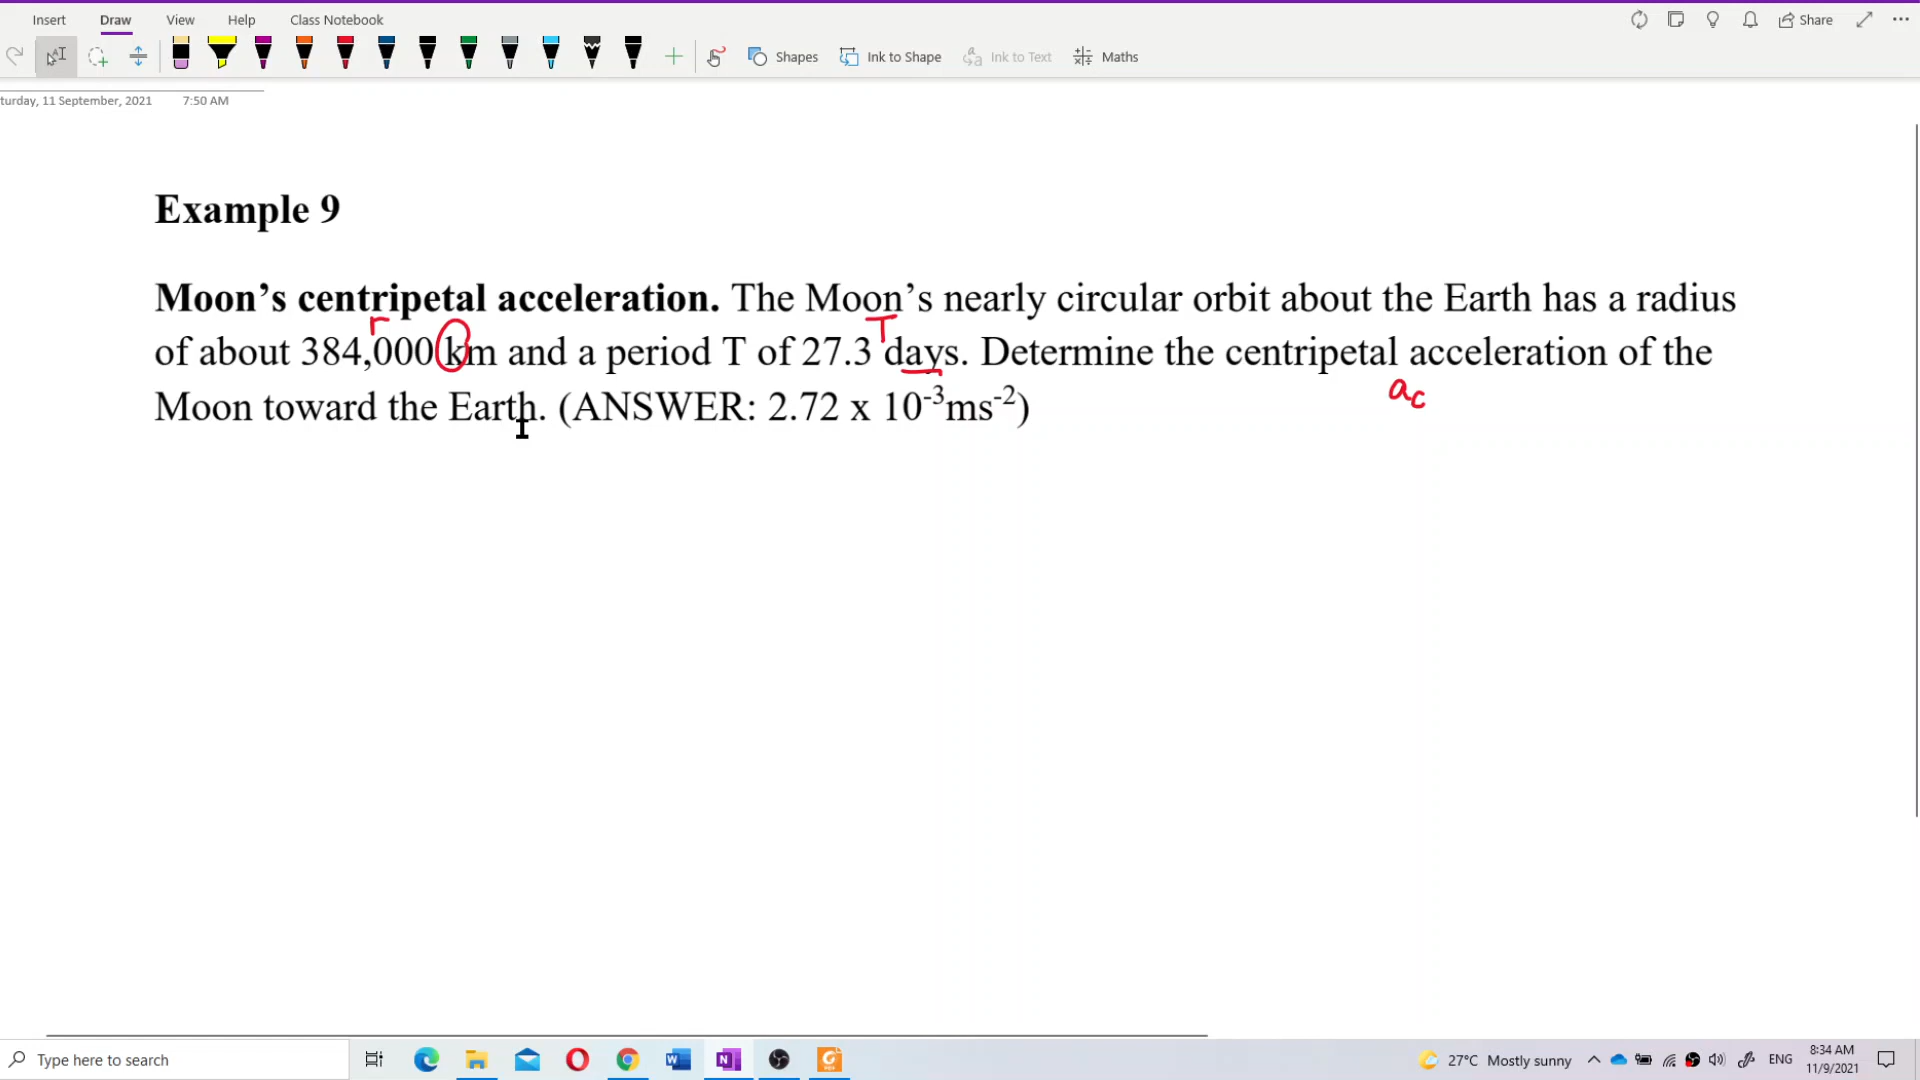 Insert Draw View Help Class Notebook Share
Shapes Ink to Shape Ink to Text Maths
turday, 11 September, 2021 7:50 AM
Example 9
Moon’s centripetal acceleration. The Moon’s nearly circular orbit about the Earth has a radius
r T
of about 384,000 km and a period T of 27.3 days. Determine the centripetal acceleration of the
ac
Moon toward the Earth. (ANSWER: 2.72 x 10⁻³ms⁻²)
Type here to search 27°C Mostly sunny ENG 8:34 AM
11/9/2021